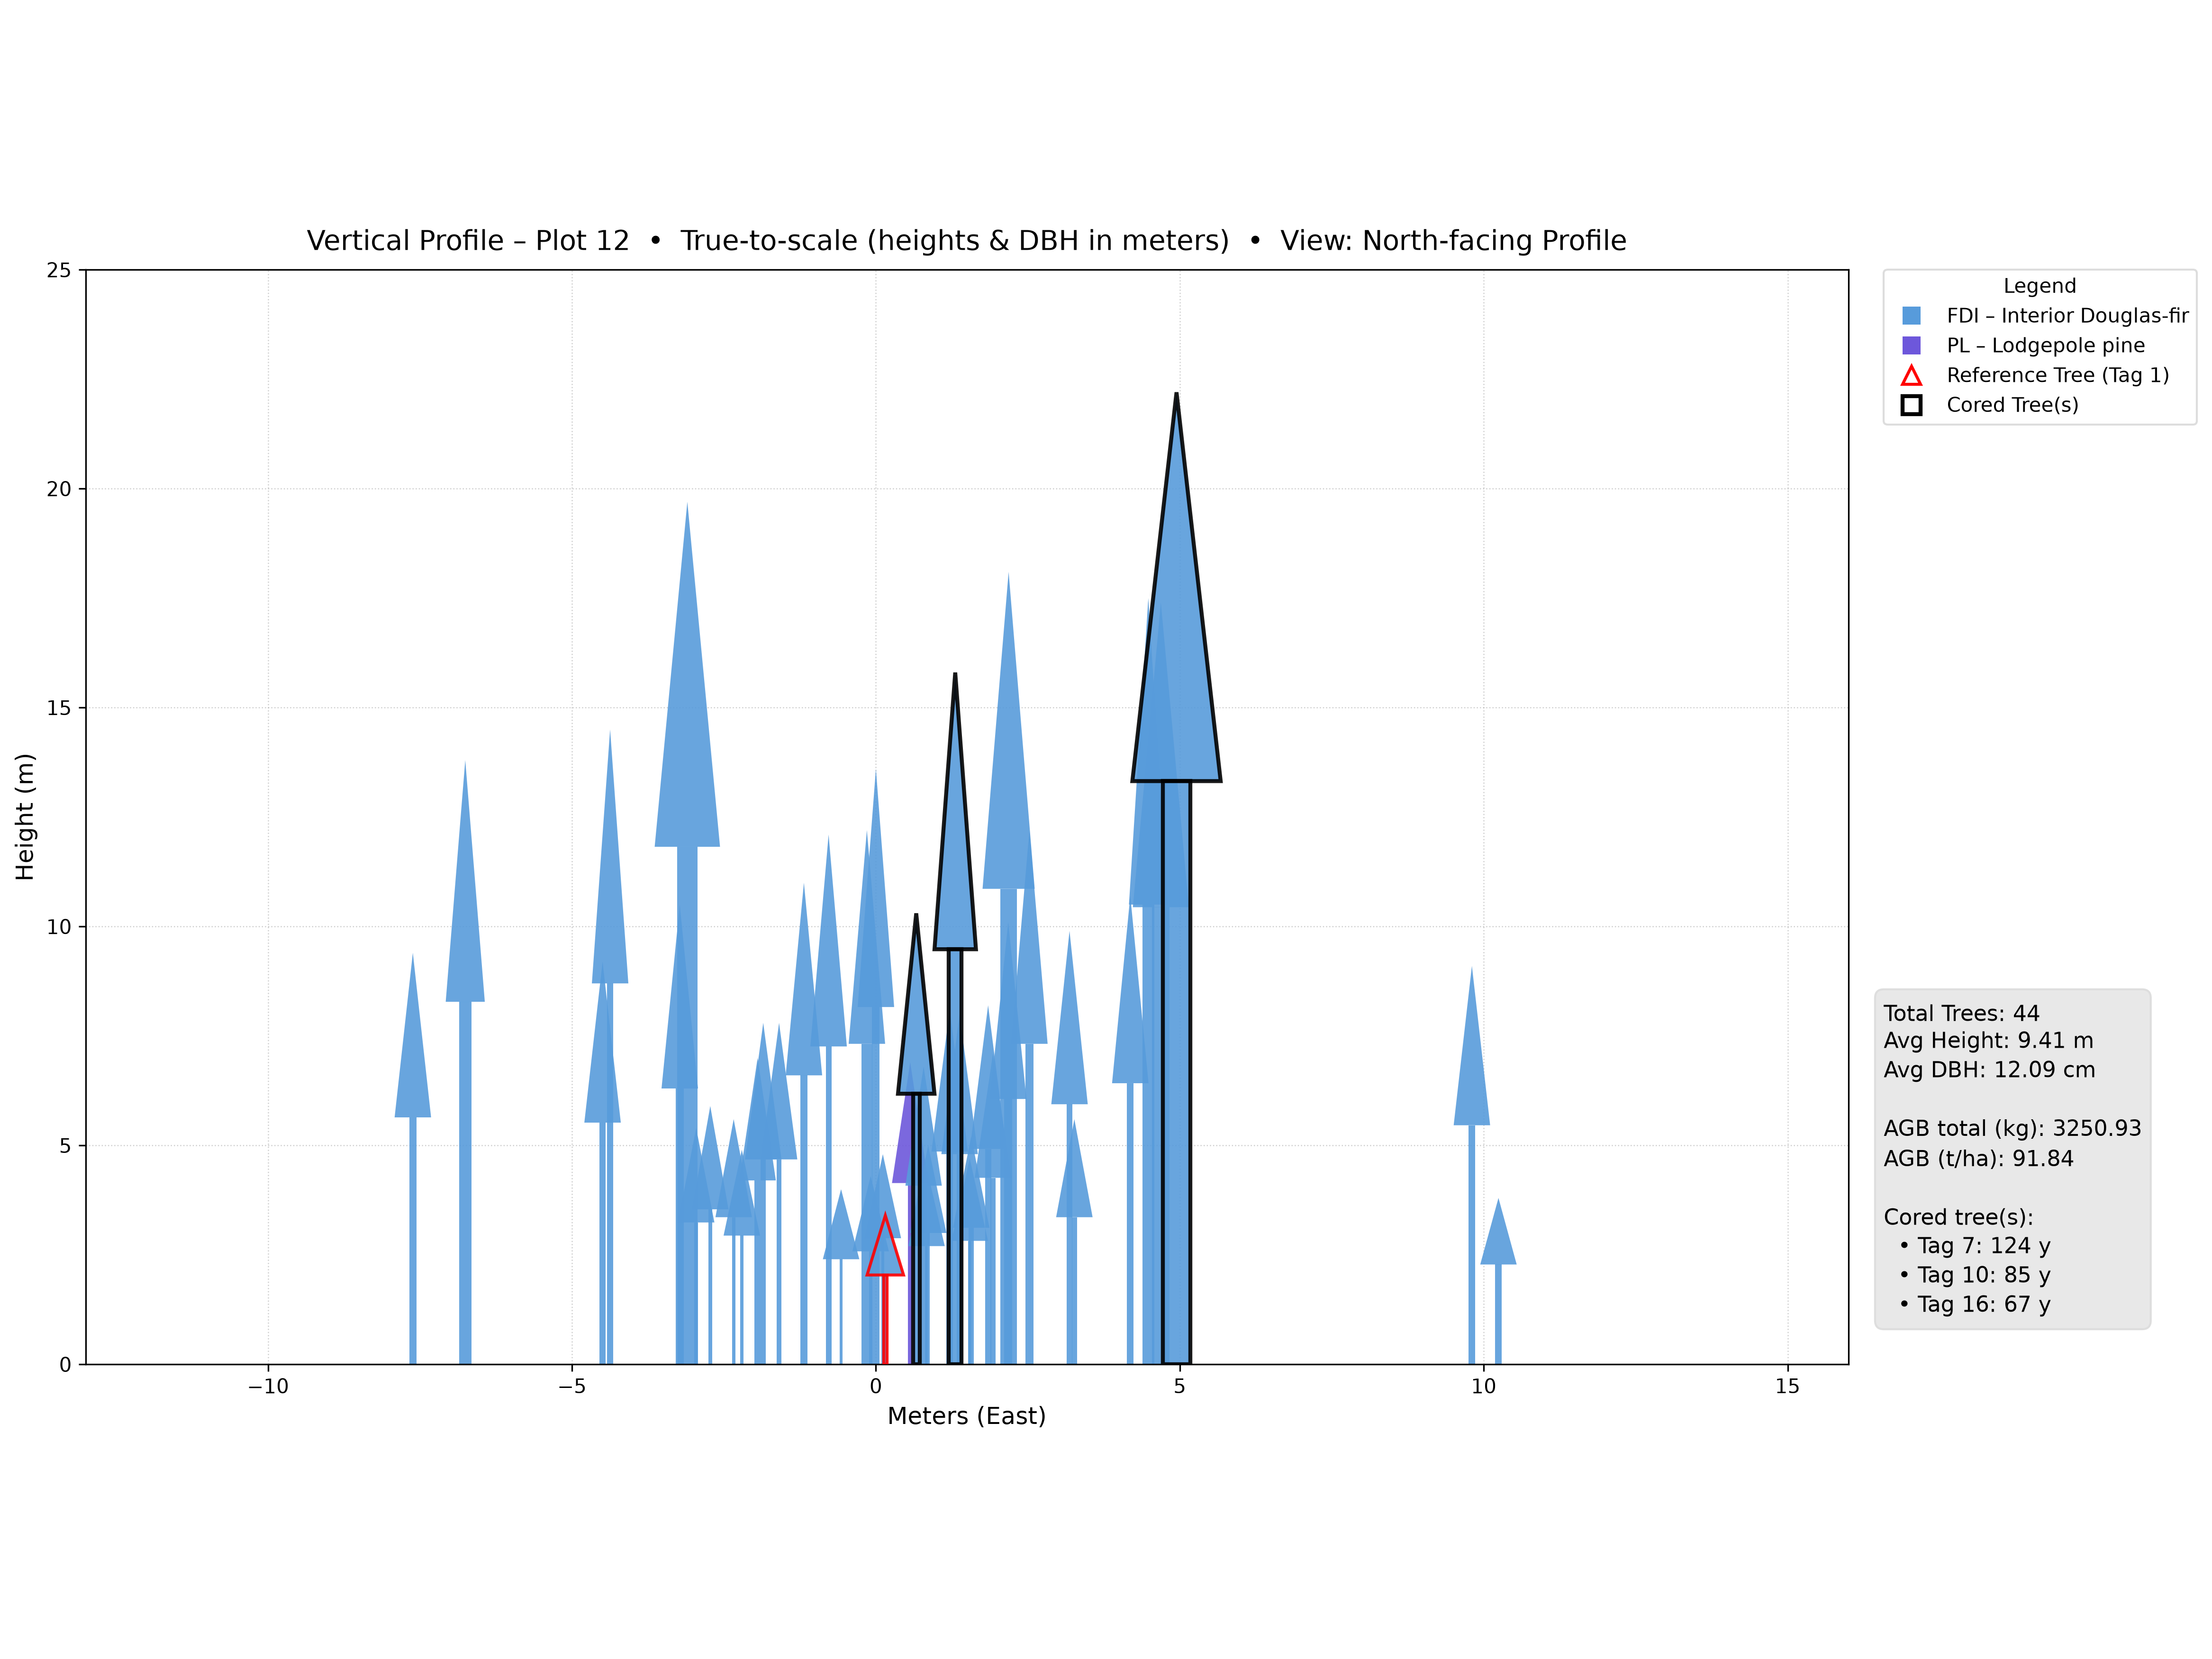 Vertical Profile – Plot 12 • True-to-scale (heights & DBH in meters) • View: North-facing Profile
25
20
15
10
5
0
Height (m)
−10
−5
0
5
10
15
Meters (East)
Legend
FDI – Interior Douglas-fir
PL – Lodgepole pine
Reference Tree (Tag 1)
Cored Tree(s)
Total Trees: 44
Avg Height: 9.41 m
Avg DBH: 12.09 cm
AGB total (kg): 3250.93
AGB (t/ha): 91.84
Cored tree(s):
• Tag 7: 124 y
• Tag 10: 85 y
• Tag 16: 67 y